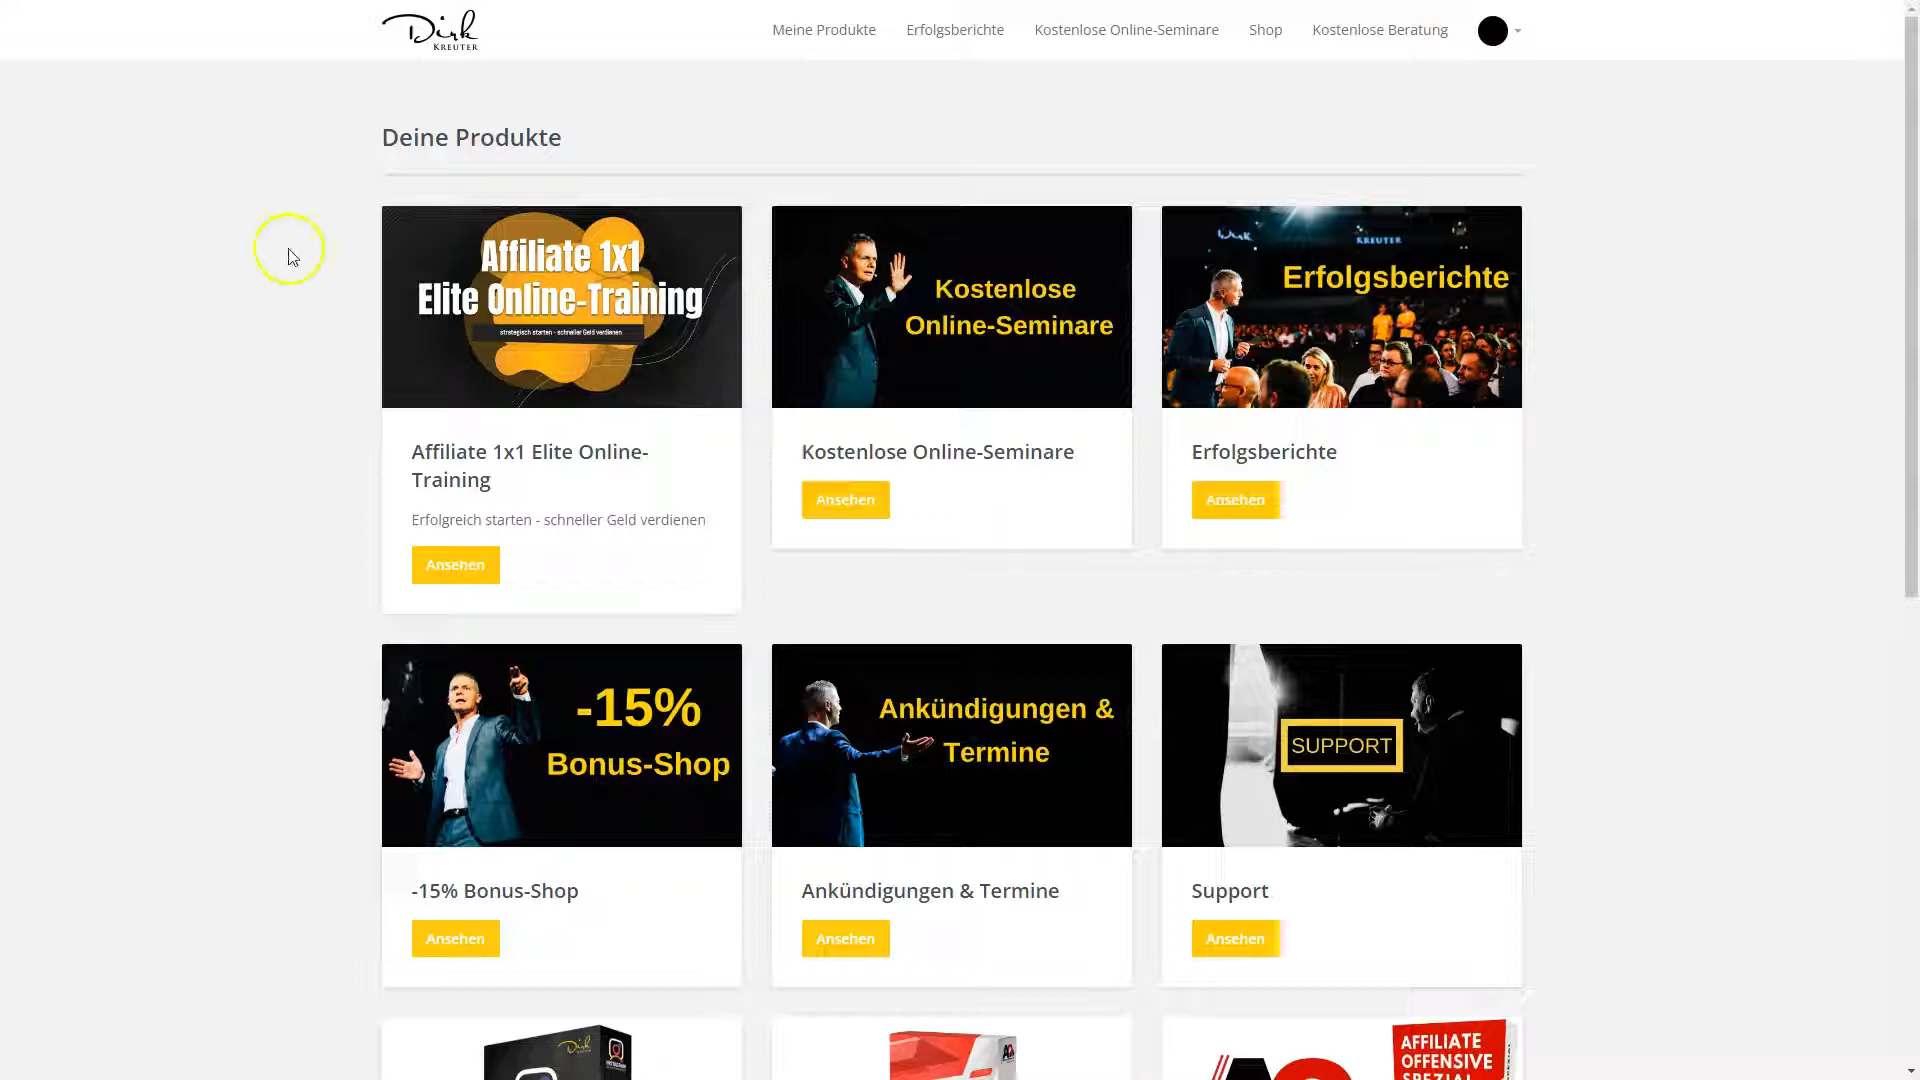 Dirk
KREUTER
Meine Produkte
Erfolgsberichte
Kostenlose Online-Seminare
Shop
Kostenlose Beratung
Deine Produkte
Affiliate 1x1
Elite Online-Training
strategisch starten - schneller Geld verdienen
Kostenlose
Online-Seminare
KREUTER
Erfolgsberichte
Affiliate 1x1 Elite Online-
Training
Erfolgreich starten - schneller Geld verdienen
Ansehen
Kostenlose Online-Seminare
Ansehen
Erfolgsberichte
Ansehen
-15%
Bonus-Shop
Ankündigungen &
Termine
SUPPORT
-15% Bonus-Shop
Ansehen
Ankündigungen & Termine
Ansehen
Support
Ansehen
Dirk
AFFILIATE
OFFENSIVE
SPEZIAL